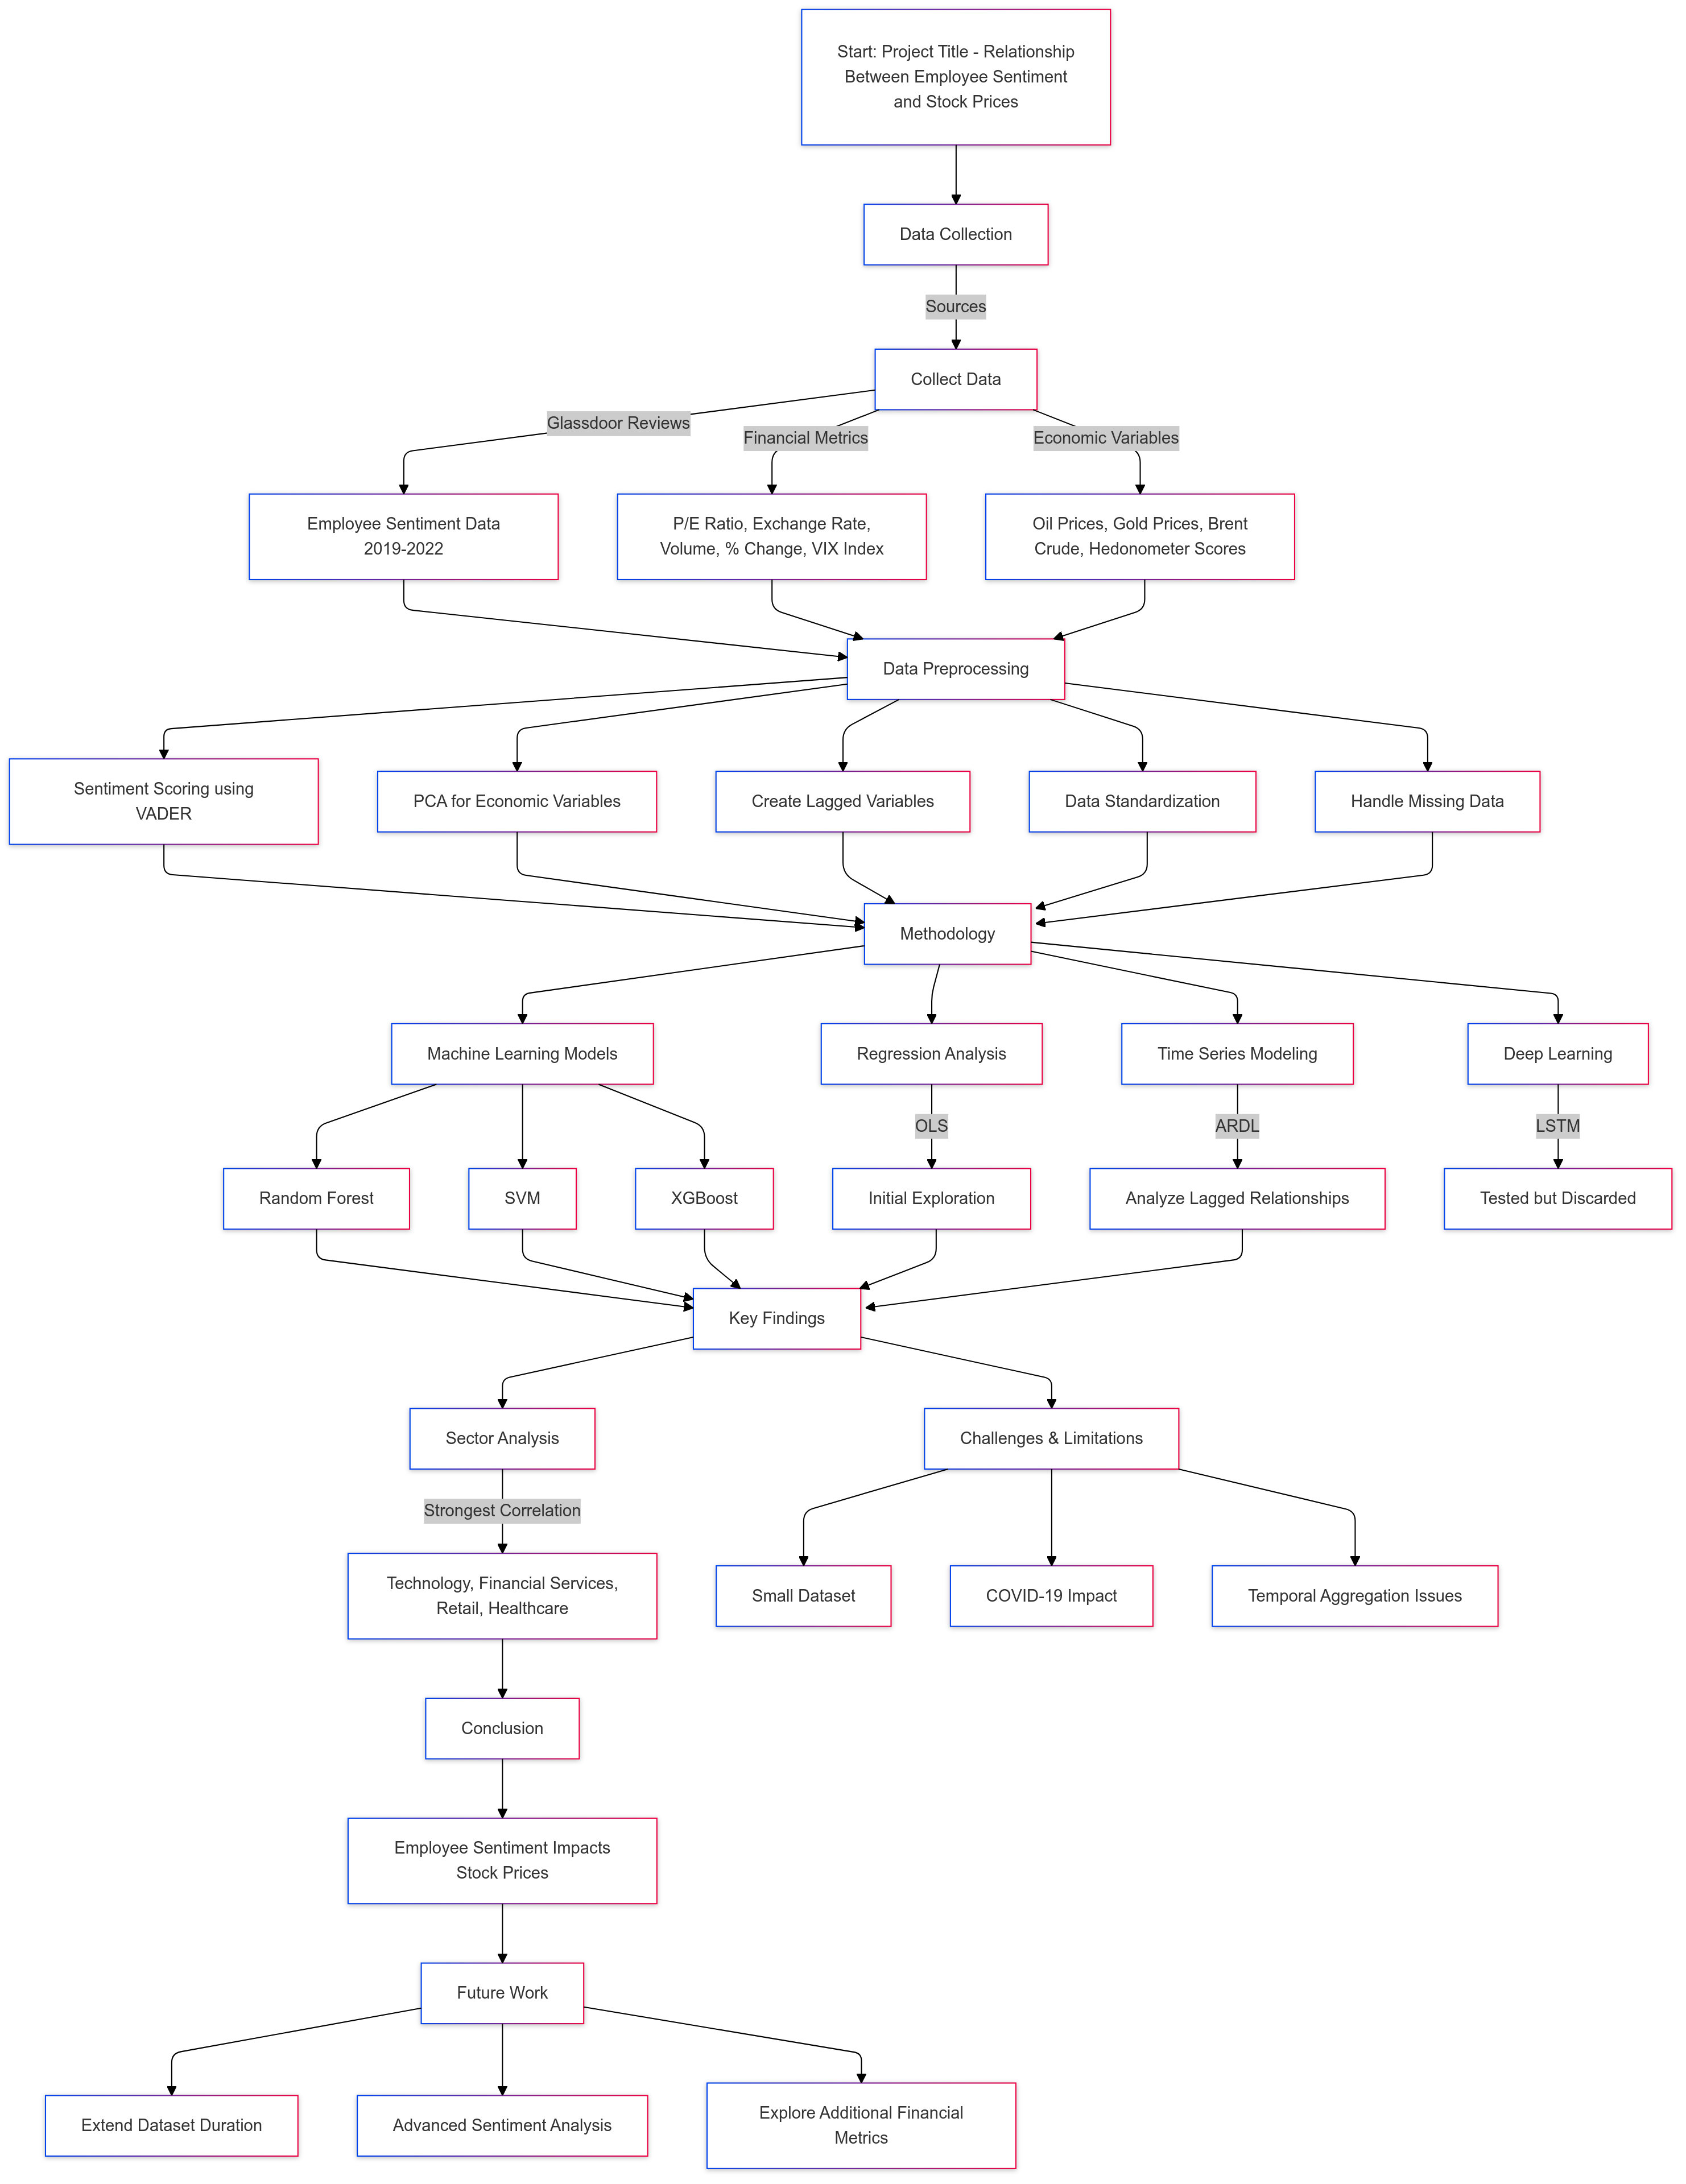 Start: Project Title - Relationship
Between Employee Sentiment
and Stock Prices
Data Collection
Sources
Collect Data
Glassdoor Reviews
Financial Metrics
Economic Variables
Employee Sentiment Data
2019-2022
P/E Ratio, Exchange Rate,
Volume, % Change, VIX Index
Oil Prices, Gold Prices, Brent
Crude, Hedonometer Scores
Data Preprocessing
Sentiment Scoring using
VADER
PCA for Economic Variables
Create Lagged Variables
Data Standardization
Handle Missing Data
Methodology
Machine Learning Models
Regression Analysis
Time Series Modeling
Deep Learning
OLS
ARDL
LSTM
Random Forest
SVM
XGBoost
Initial Exploration
Analyze Lagged Relationships
Tested but Discarded
Key Findings
Sector Analysis
Challenges & Limitations
Strongest Correlation
Technology, Financial Services,
Retail, Healthcare
Small Dataset
COVID-19 Impact
Temporal Aggregation Issues
Conclusion
Employee Sentiment Impacts
Stock Prices
Future Work
Extend Dataset Duration
Advanced Sentiment Analysis
Explore Additional Financial
Metrics